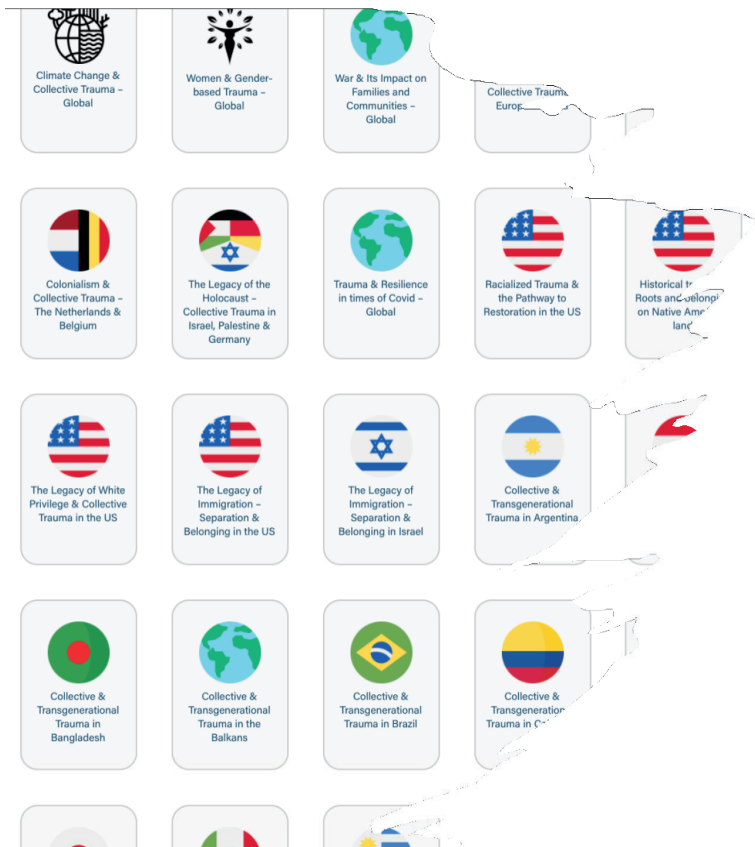 Climate Change &
Collective Trauma –
Global
Women & Gender-
based Trauma –
Global
War & Its Impact on
Families and
Communities –
Global
Collective
Colonialism &
Collective Trauma –
The Netherlands &
Belgium
The Legacy of the
Holocaust –
Collective Trauma in
Israel, Palestine &
Germany
Trauma & Resilience
in times of Covid –
Global
Racialized Trauma &
the Pathway to
Restoration in the US
Historical
Roots and
on Native
The Legacy of White
Privilege & Collective
Trauma in the US
The Legacy of
Immigration –
Separation &
Belonging in the US
The Legacy of
Immigration –
Separation &
Belonging in Israel
Collective &
Transgenerational
Trauma in Argentina
Collective &
Transgenerational
Trauma in
Bangladesh
Collective &
Transgenerational
Trauma in the
Balkans
Collective &
Transgenerational
Trauma in Brazil
Collective &
Trauma in